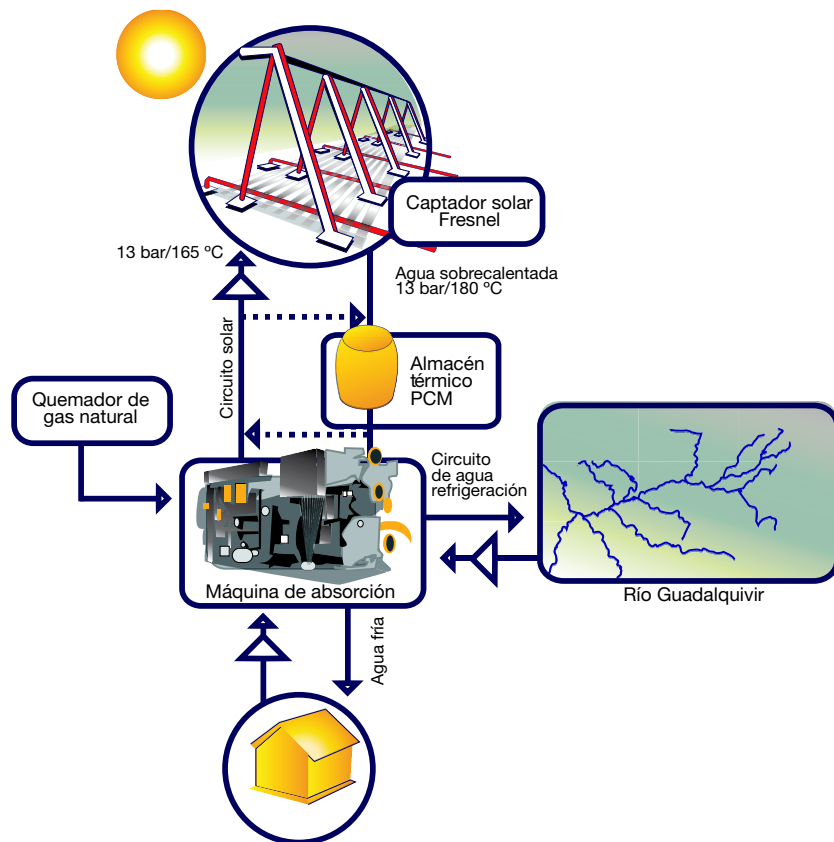 Captador solar
Fresnel
13 bar/165 ºC
Agua sobrecalentada
13 bar/180 ºC
Circuito solar
Almacén
térmico
PCM
Quemador de
gas natural
Circuito
de agua
refrigeración
Máquina de absorción
Río Guadalquivir
Agua fría